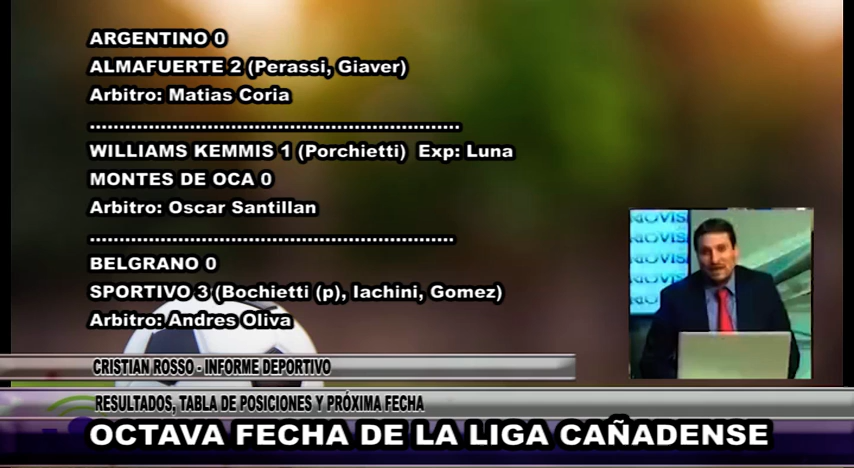 ARGENTINO 0
ALMAFUERTE 2 (Perassi, Giaver)
Arbitro: Matias Coria
WILLIAMS KEMMIS 1 (Porchietti) Exp: Luna
MONTES DE OCA 0
Arbitro: Oscar Santillan
BELGRANO 0
SPORTIVO 3 (Bochietti (p), Iachini, Gomez)
Arbitro: Andres Oliva
CRISTIAN ROSSO - INFORME DEPORTIVO
RESULTADOS, TABLA DE POSICIONES Y PRÓXIMA FECHA
OCTAVA FECHA DE LA LIGA CAÑADENSE